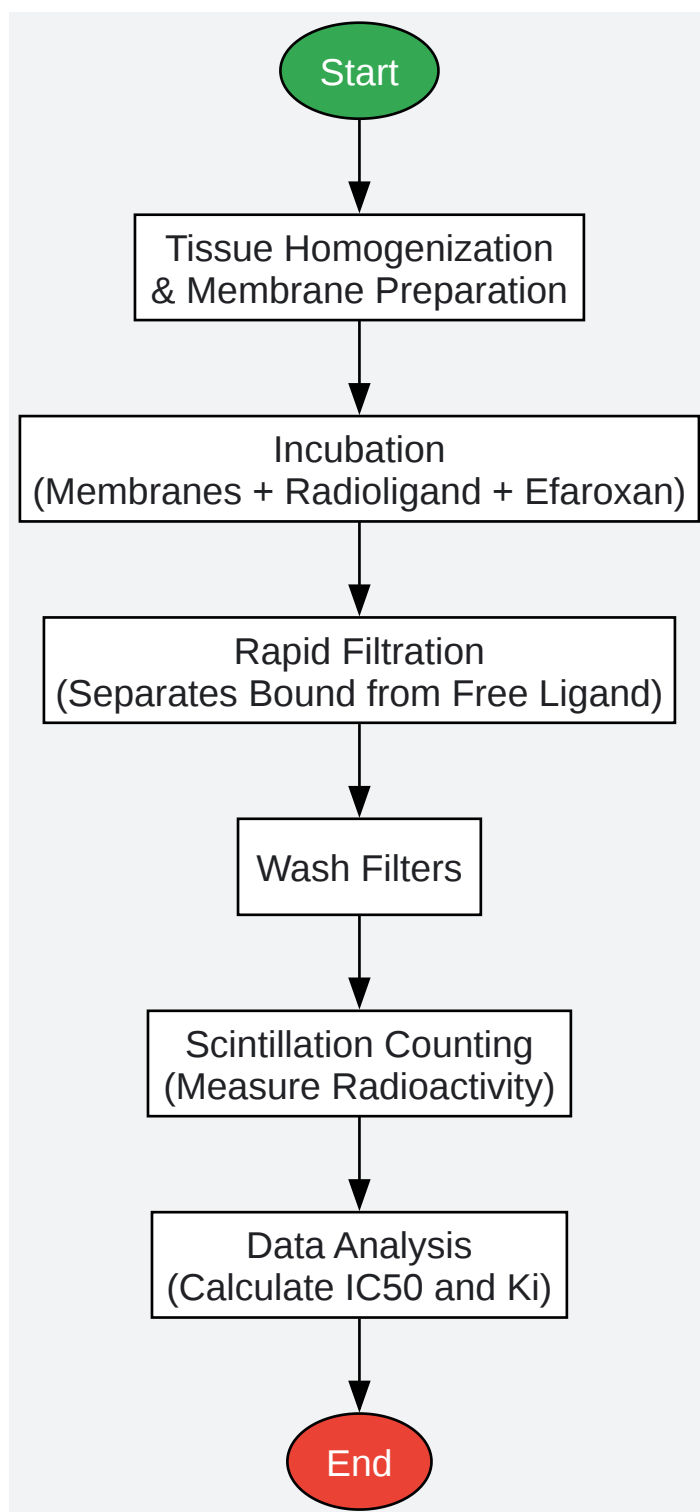 Start
Tissue Homogenization
& Membrane Preparation
Incubation
(Membranes + Radioligand + Efaroxan)
Rapid Filtration
(Separates Bound from Free Ligand)
Wash Filters
Scintillation Counting
(Measure Radioactivity)
Data Analysis
(Calculate IC50 and Ki)
End